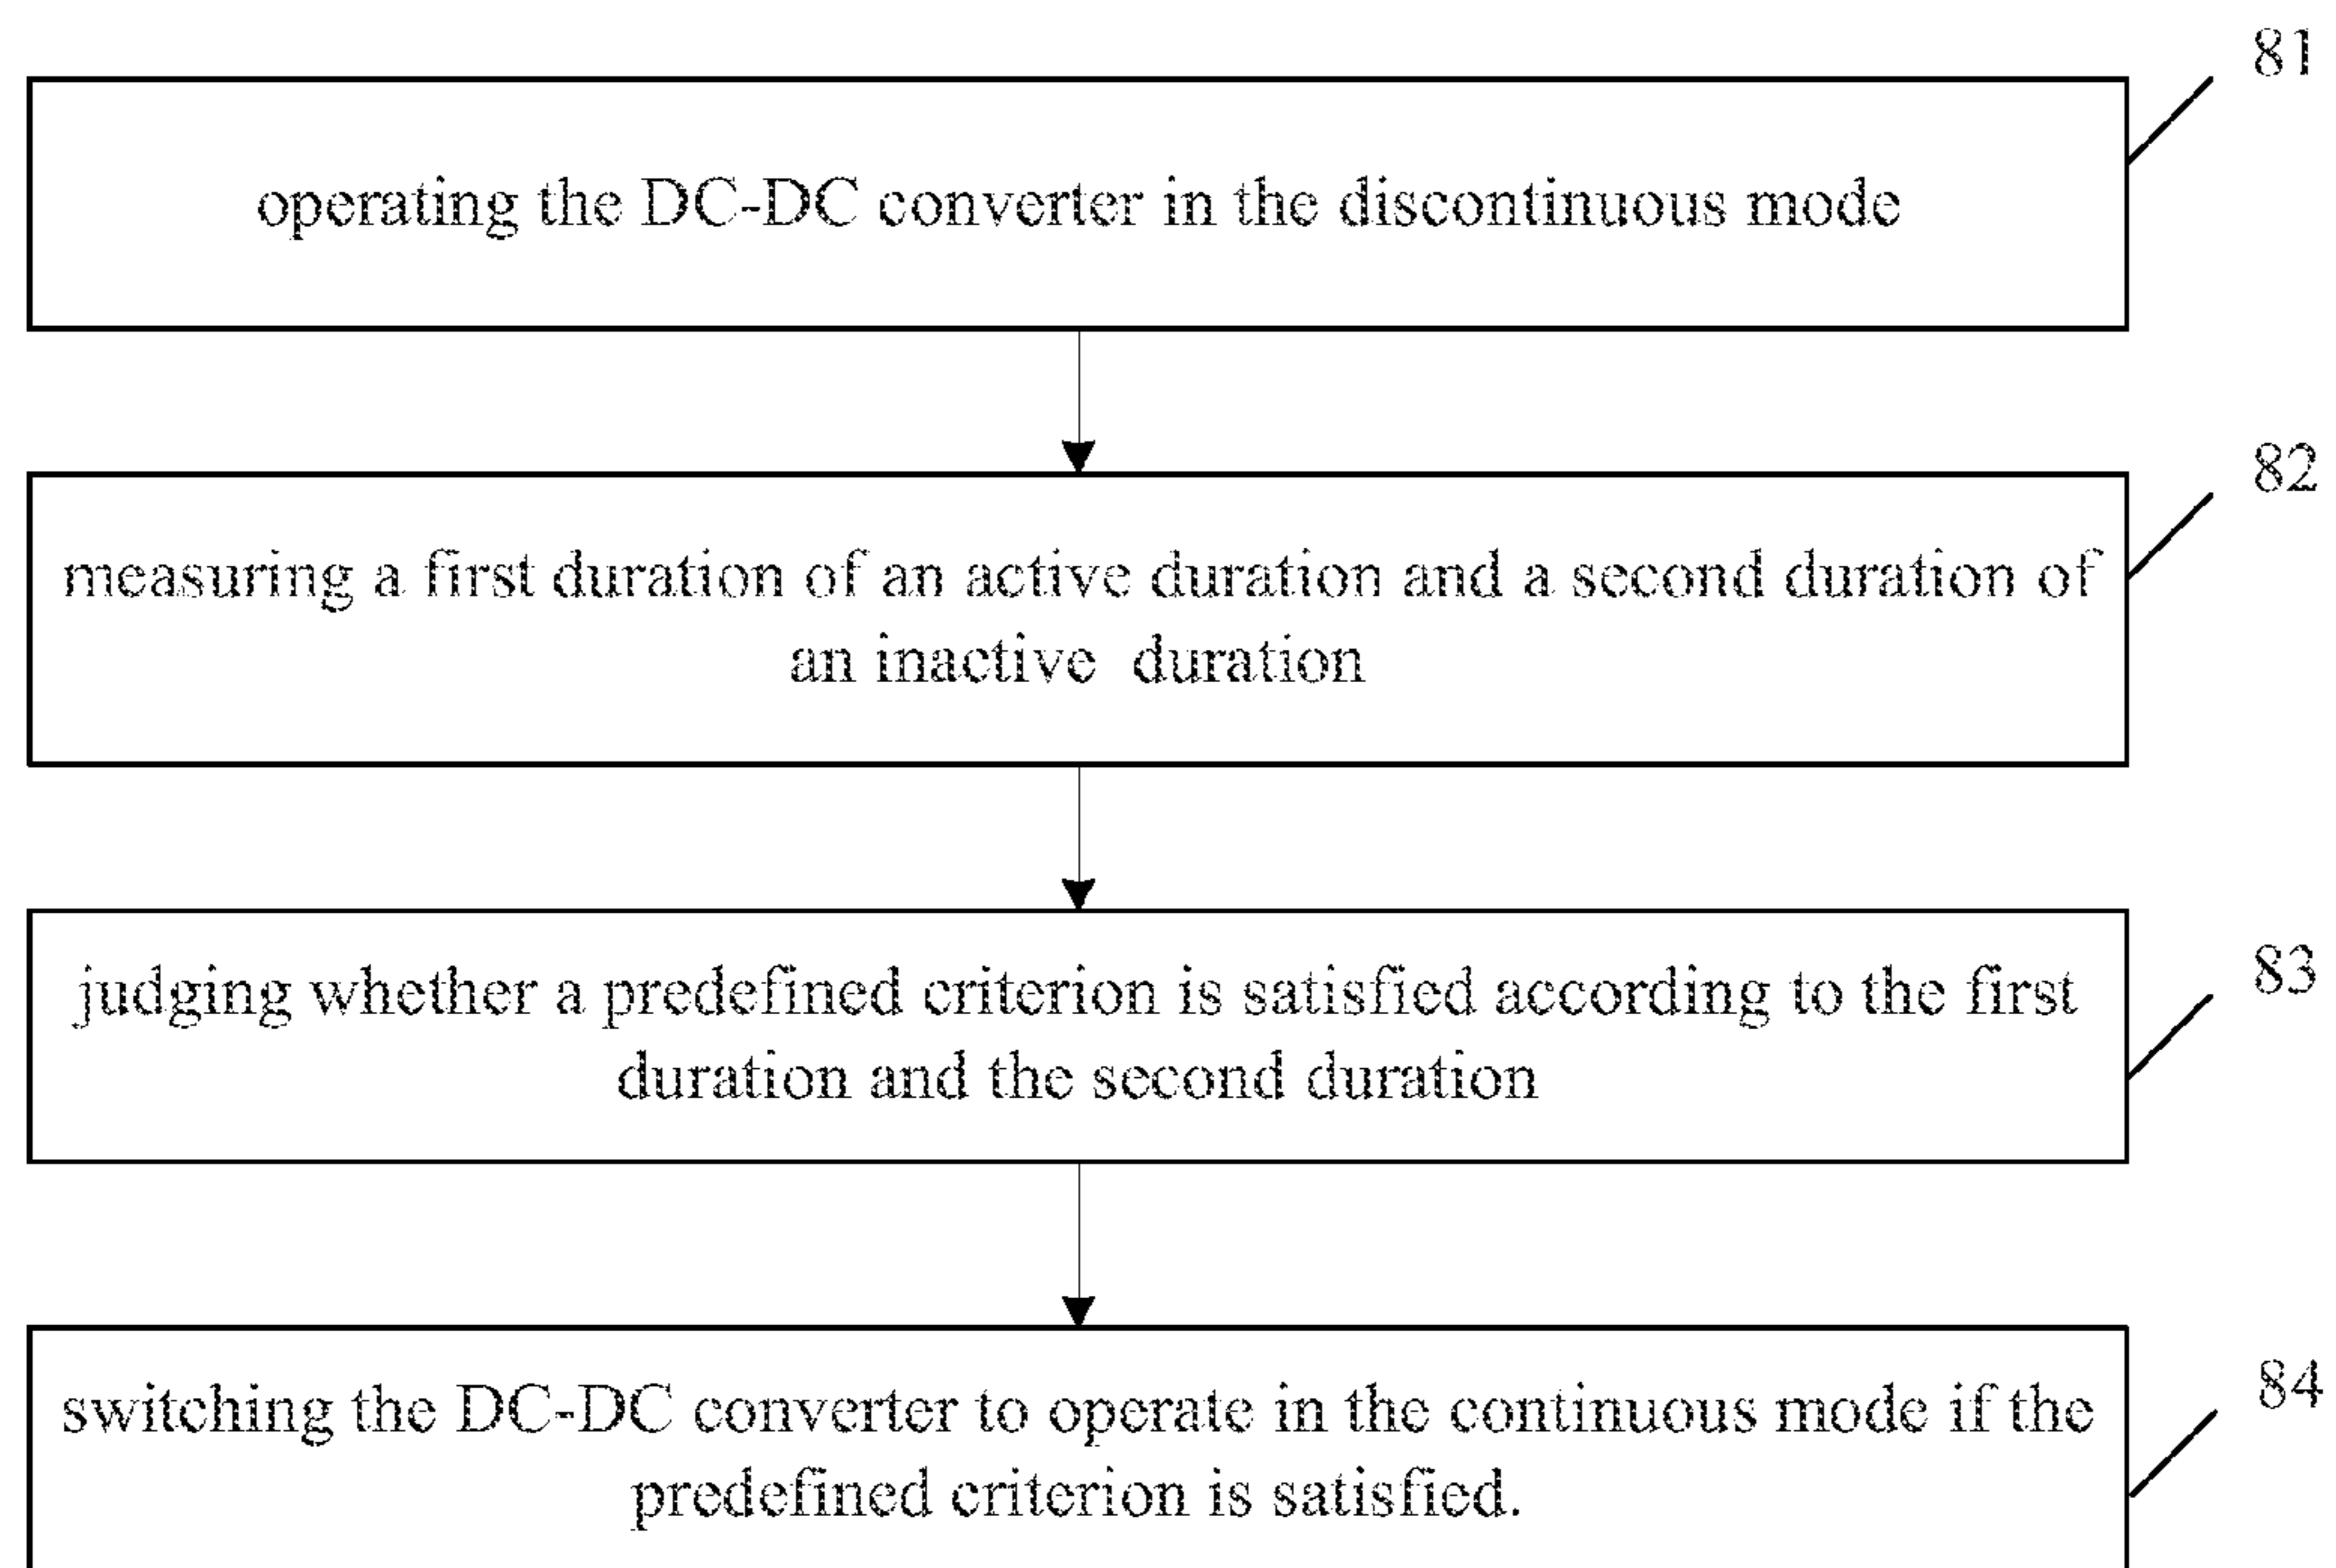 81
operating the DC-DC converter in the discontinuous mode
82
measuring a first duration of an active duration and a second duration of
an inactive duration
83
judging whether a predefined criterion is satisfied according to the first
duration and the second duration
84
switching the DC-DC converter to operate in the continuous mode if the
predefined criterion is satisfied.